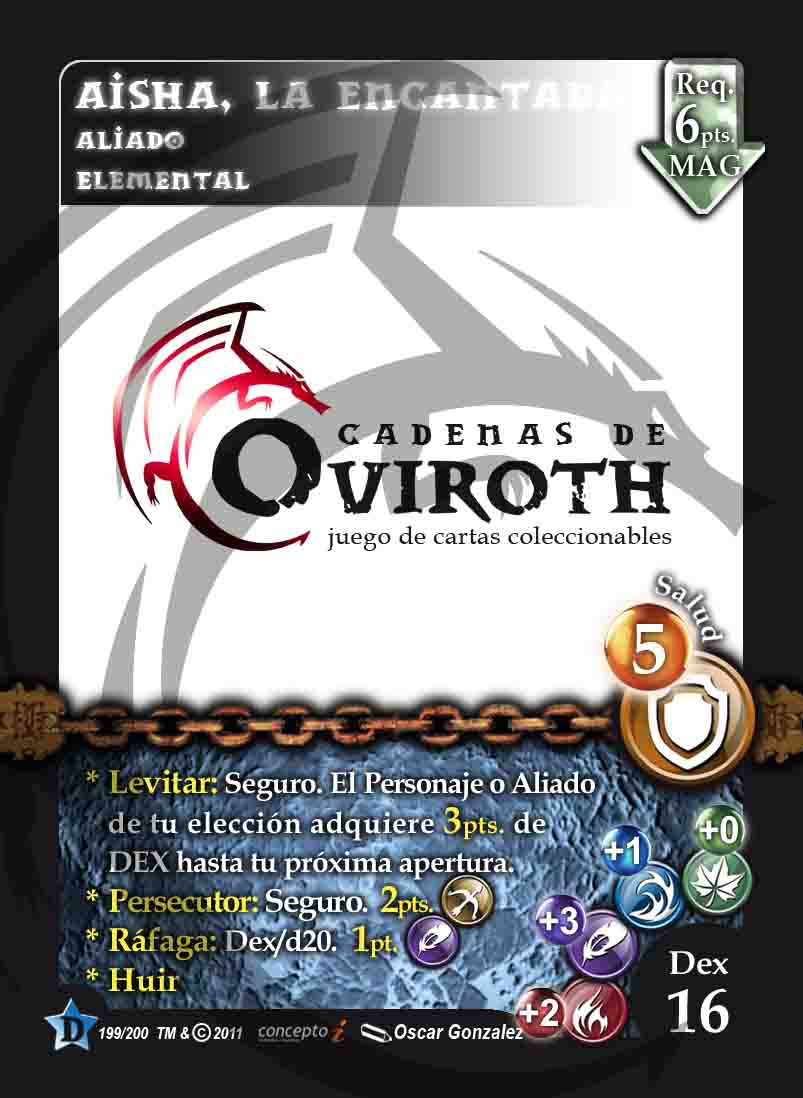 AISHA, LA ENCANTADA
ALIADO
ELEMENTAL
Req.
6pts.
MAG
CADENAS DE
OVIROTH
juego de cartas coleccionables
Salud
5
* Levitar: Seguro. El Personaje o Aliado
de tu elección adquiere 3pts. de
DEX hasta tu próxima apertura.
* Persecutor: Seguro. 2pts.
* Ráfaga: Dex/d20. 1pt.
* Huir
+0
+1
+3
+2
Dex
16
D 199/200 TM & © 2011 concepto i Oscar Gonzalez